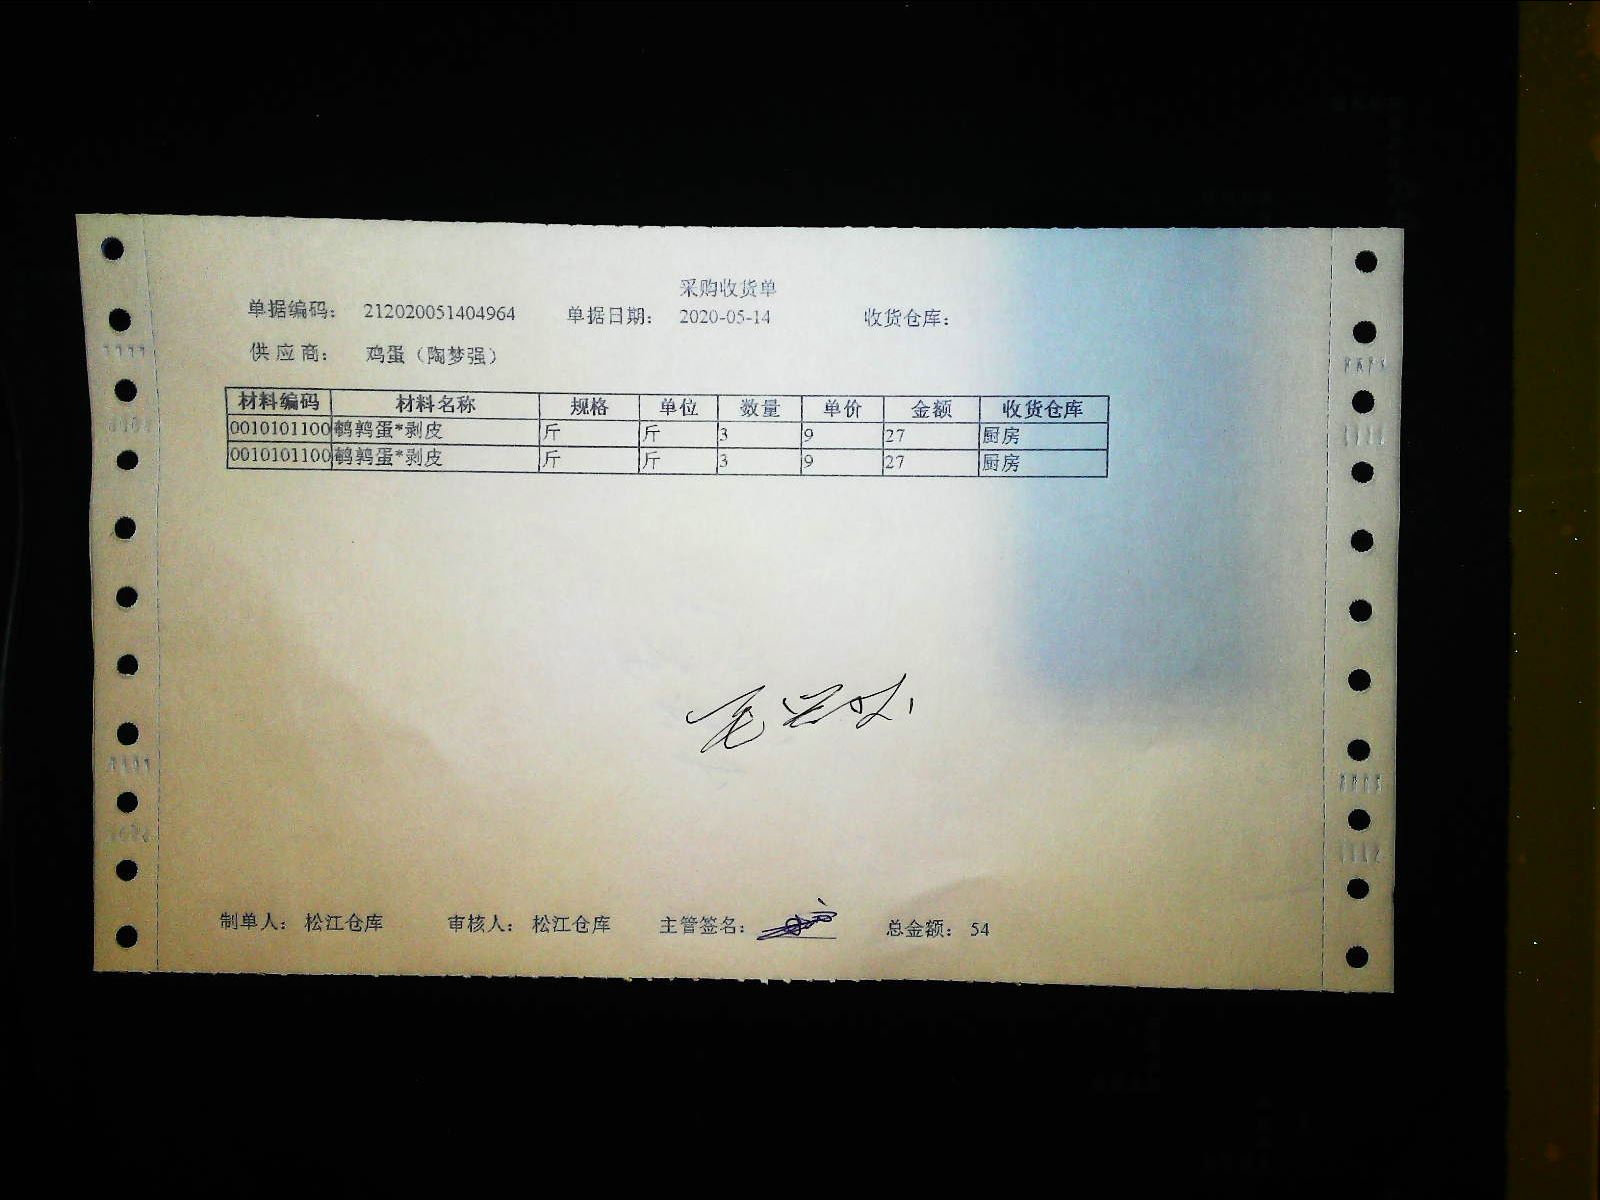 采购收货单
单据编码: 212020051404964 单据日期: 2020-05-14 收货仓库:
供应商: 鸡蛋（陶梦强）
材料编码 材料名称 规格 单位 数量 单价 金额 收货仓库
0010101100 鹌鹑蛋*剥皮 斤 斤 3 9 27 厨房
0010101100 鹌鹑蛋*剥皮 斤 斤 3 9 27 厨房
制单人: 松江仓库 审核人: 松江仓库 主管签名: 总金额: 54